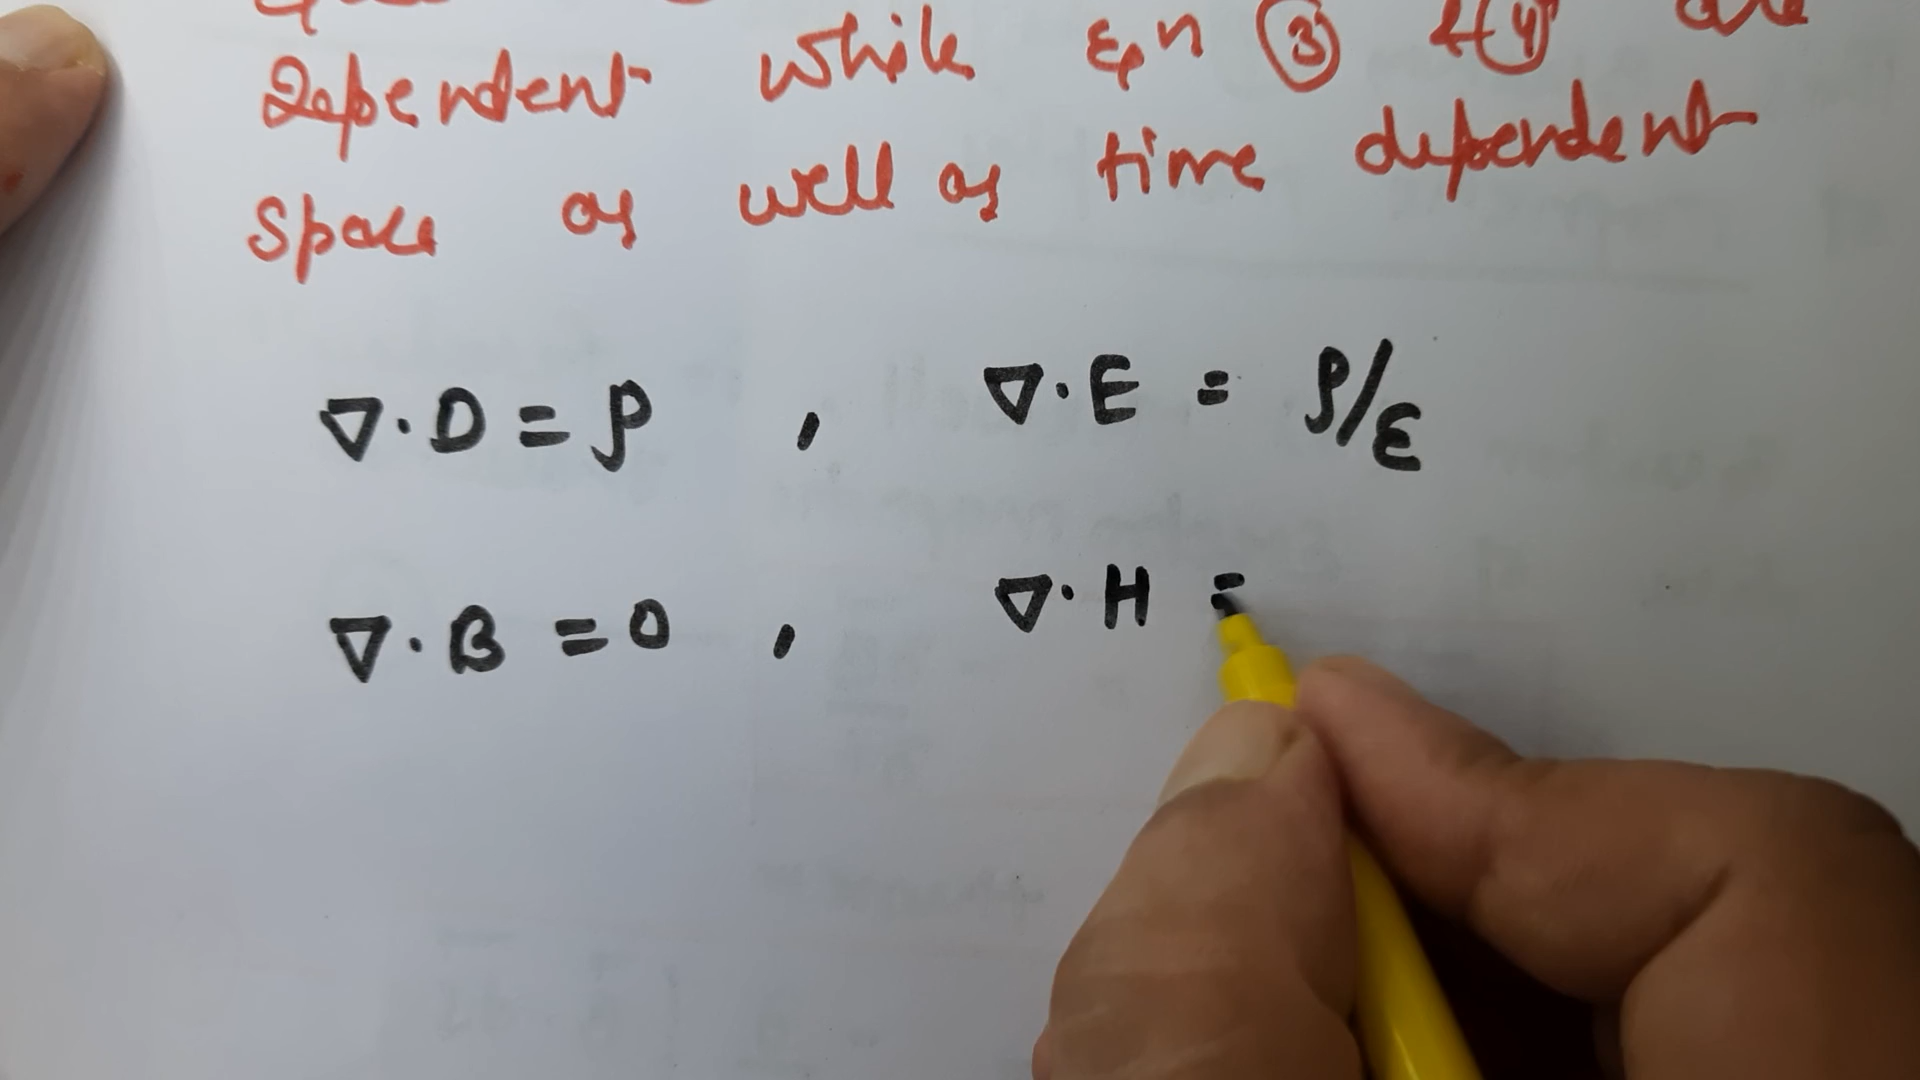 Dependent while Eqn ③ & ④ are
Space as well as time dependent
∇·D = ρ , ∇·E = ρ/ε
∇·B = 0 , ∇·H =